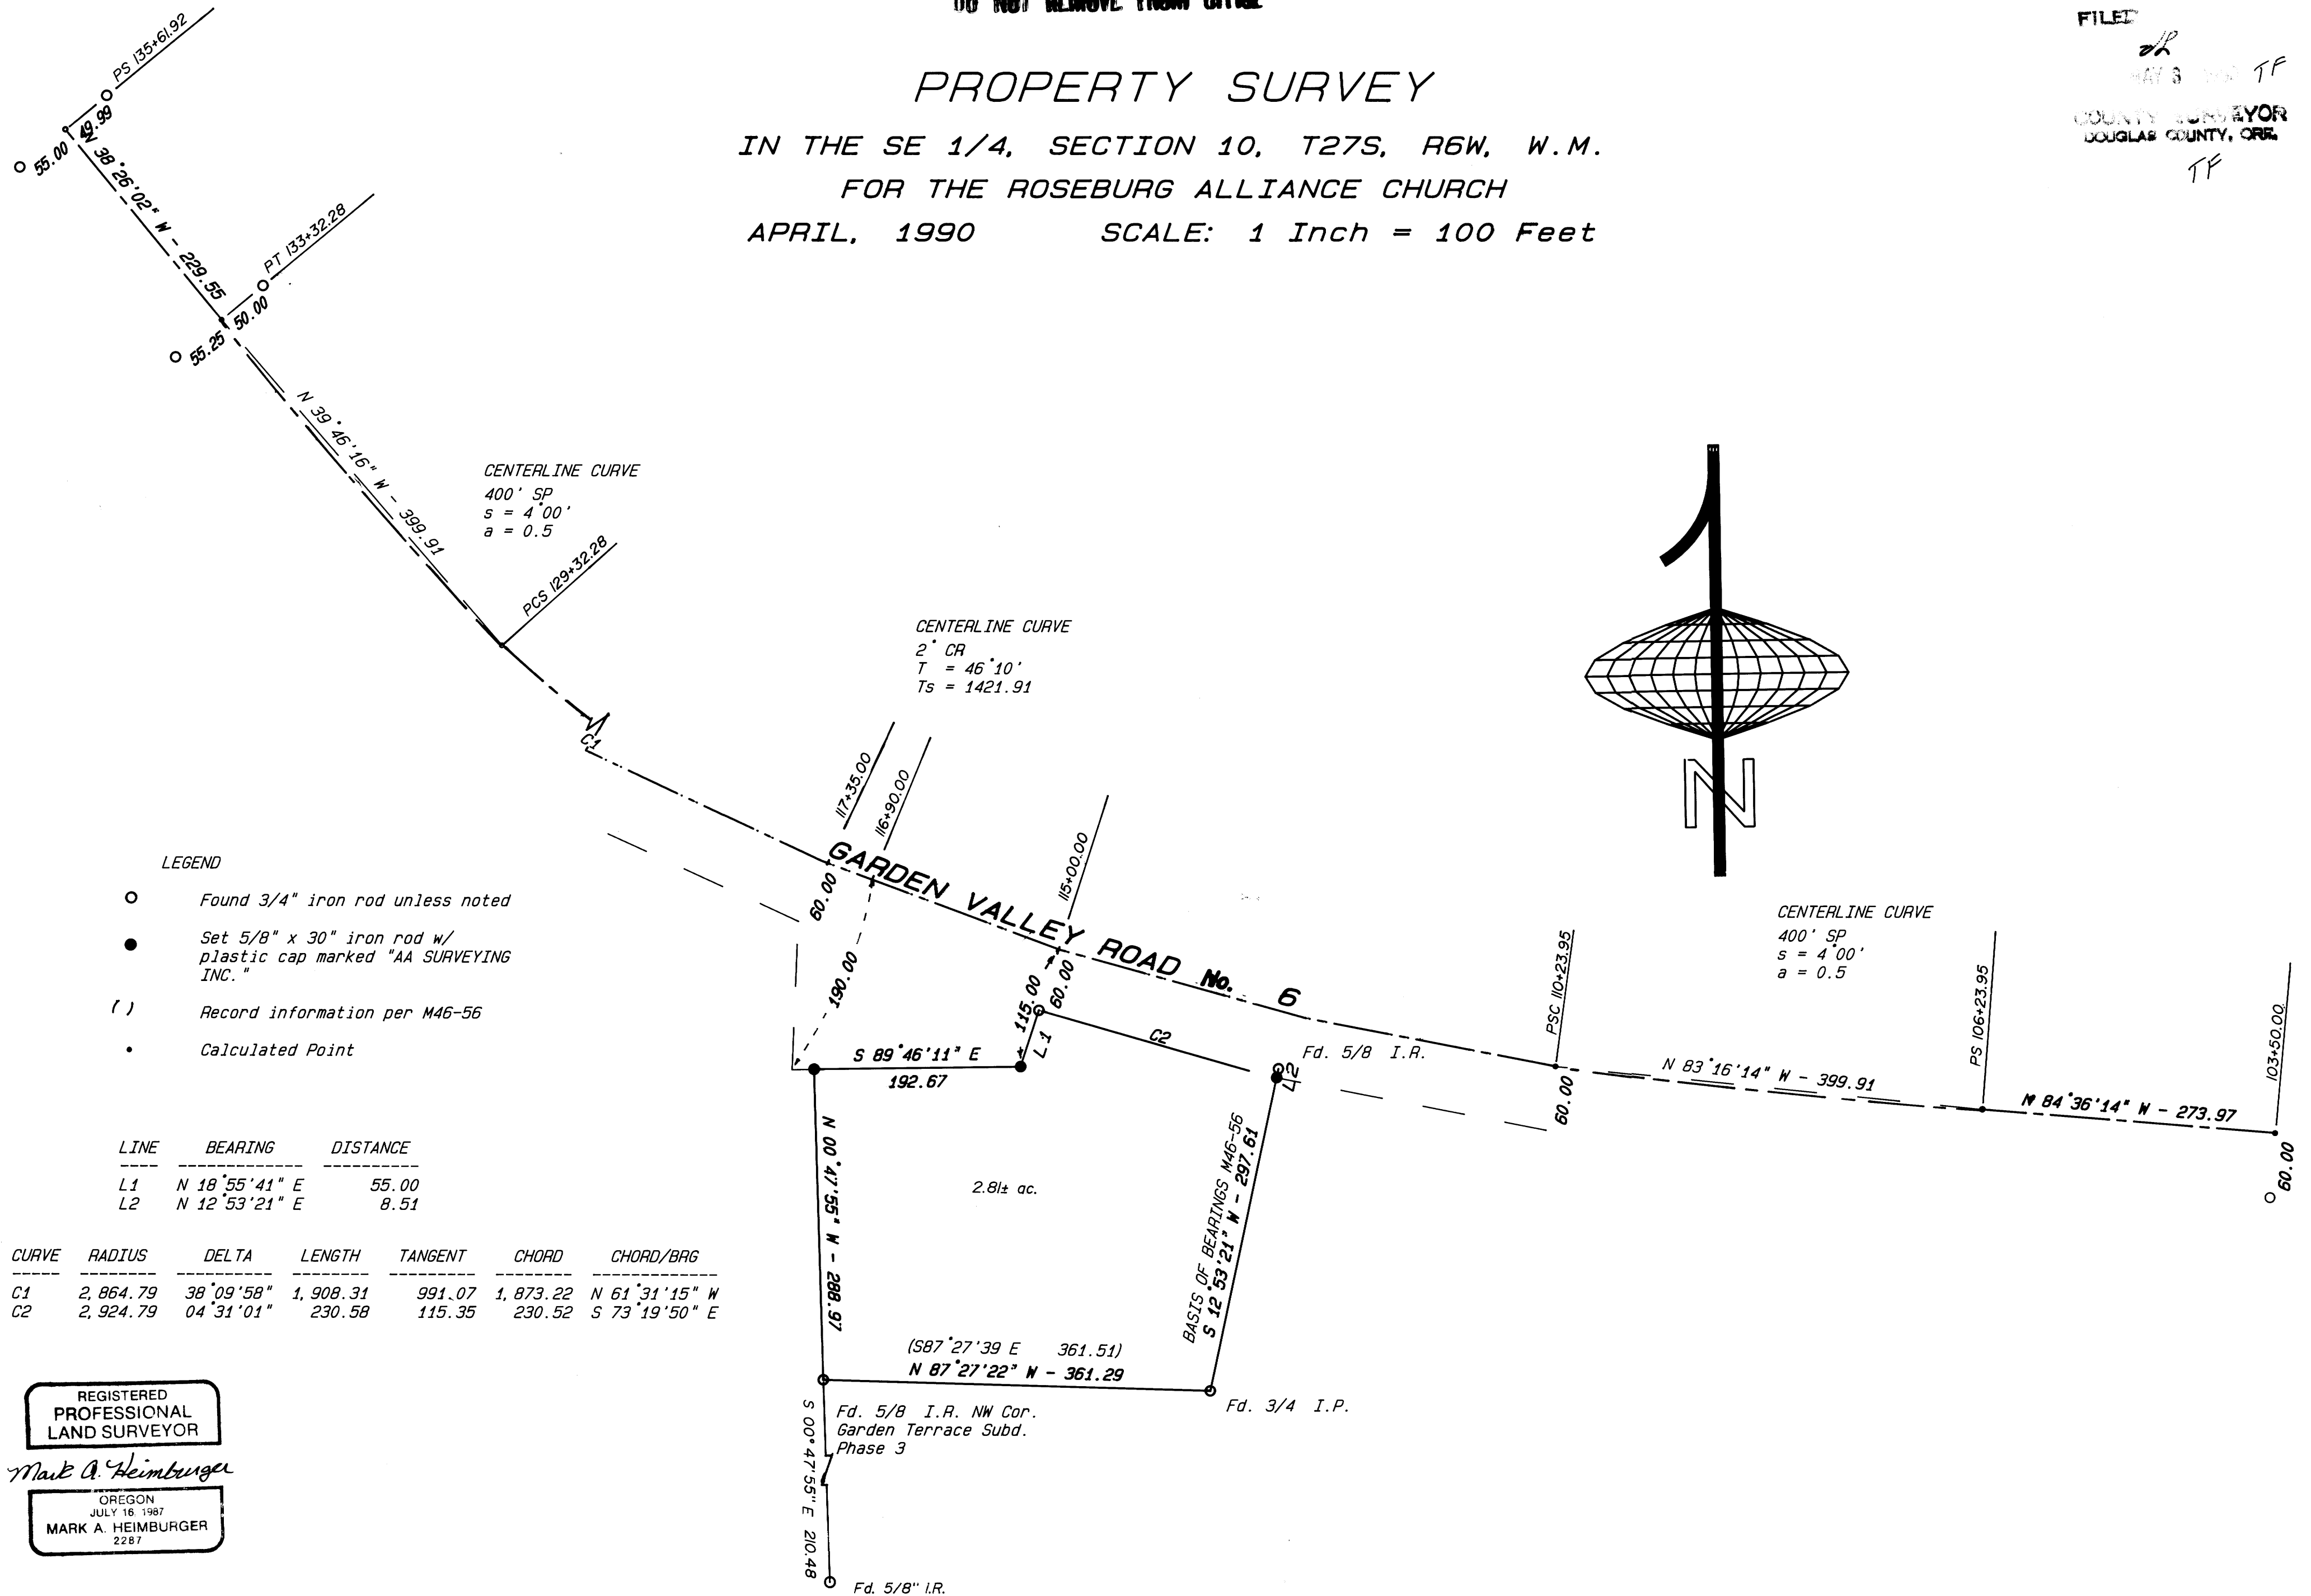 DO NOT REMOVE FROM OFFICE
FILED
MAY 3
TF
COUNTY SURVEYOR
DOUGLAS COUNTY, ORE.
TF
PROPERTY SURVEY
IN THE SE 1/4, SECTION 10, T27S, R6W, W.M.
FOR THE ROSEBURG ALLIANCE CHURCH
APRIL, 1990 SCALE: 1 Inch = 100 Feet
PS 135+61.92
49.99
55.00
N 38°26'02" W - 229.55
PT 133+32.28
50.00
55.25
N 39°46'16" W - 399.91
CENTERLINE CURVE
400' SP
s = 4°00'
a = 0.5
PCS 129+32.28
C1
CENTERLINE CURVE
2° CR
T = 46°10'
Ts = 1421.91
117+35.00
116+90.00
115+00.00
GARDEN VALLEY ROAD No. 6
60.00
190.00
115.00
60.00
L1
C2
S 89°46'11" E
192.67
Fd. 5/8 I.R.
L2
PSC 110+23.95
60.00
N 83°16'14" W - 399.91
CENTERLINE CURVE
400' SP
s = 4°00'
a = 0.5
PS 106+23.95
N 84°36'14" W - 273.97
103+50.00
60.00
N
LEGEND
Found 3/4" iron rod unless noted
Set 5/8" x 30" iron rod w/
plastic cap marked "AA SURVEYING
INC."
( ) Record information per M46-56
Calculated Point
N 00°47'55" W - 288.97
2.81± ac.
BASIS OF BEARINGS M46-56
S 12°53'21" W - 297.61
(S87°27'39 E 361.51)
N 87°27'22" W - 361.29
Fd. 3/4 I.P.
Fd. 5/8 I.R. NW Cor.
Garden Terrace Subd.
Phase 3
S 00°47'55" E 210.48
Fd. 5/8" I.R.
LINE BEARING DISTANCE
L1 N 18°55'41" E 55.00
L2 N 12°53'21" E 8.51
CURVE RADIUS DELTA LENGTH TANGENT CHORD CHORD/BRG
C1 2,864.79 38°09'58" 1,908.31 991.07 1,873.22 N 61°31'15" W
C2 2,924.79 04°31'01" 230.58 115.35 230.52 S 73°19'50" E
REGISTERED
PROFESSIONAL
LAND SURVEYOR
Mark A. Heimburger
OREGON
JULY 16, 1987
MARK A. HEIMBURGER
2287